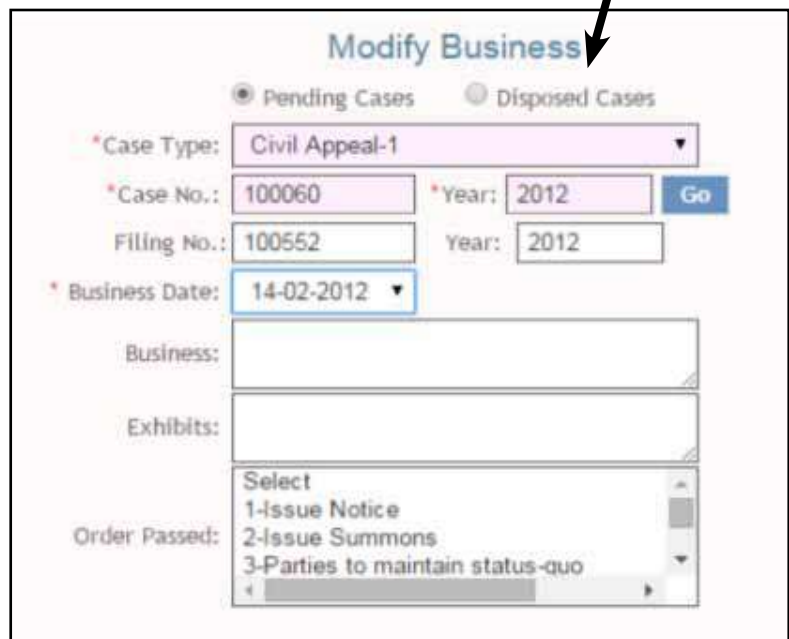 Modify Business
Pending Cases Disposed Cases
*Case Type: Civil Appeal-1
*Case No.: 100060 *Year: 2012 Go
Filing No.: 100552 Year: 2012
* Business Date: 14-02-2012
Business:
Exhibits:
Order Passed:
Select
1-Issue Notice
2-Issue Summons
3-Parties to maintain status-quo